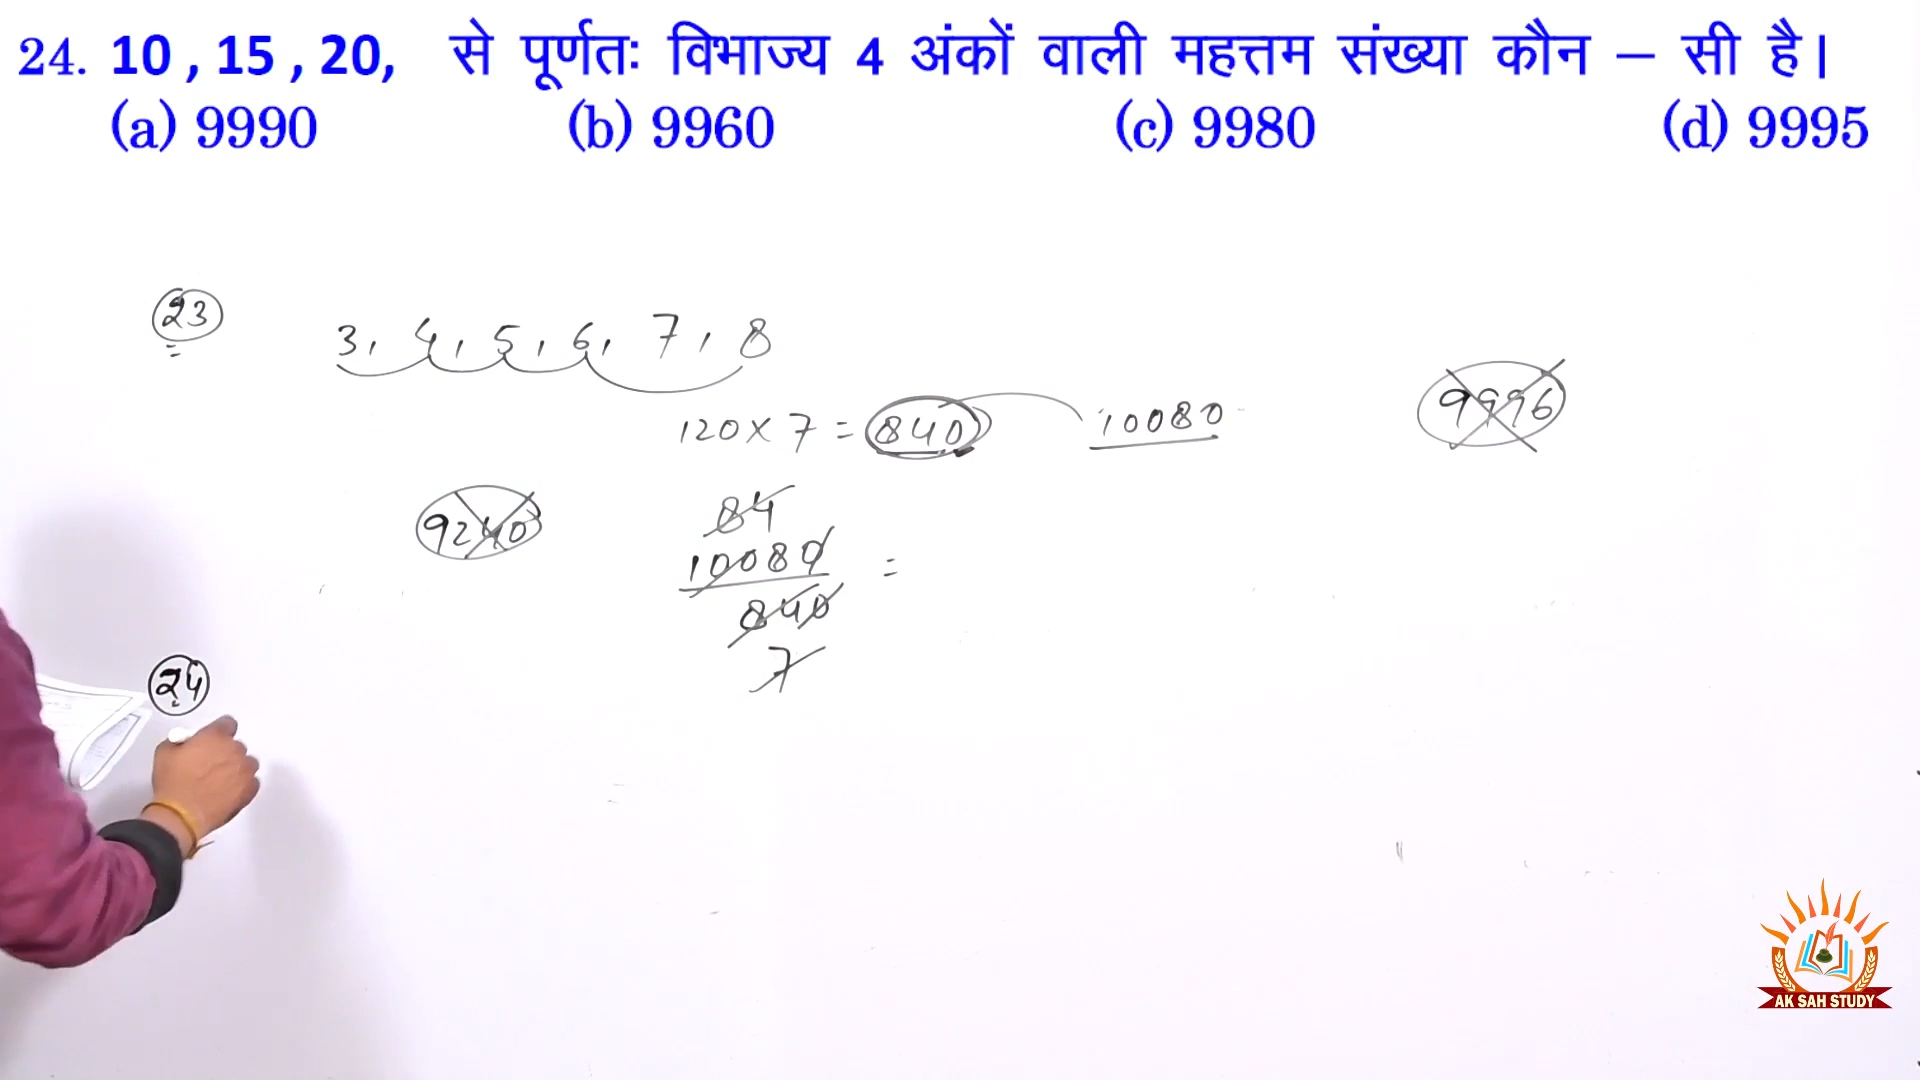 24. 10 , 15 , 20, से पूर्णतः विभाज्य 4 अंकों वाली महत्तम संख्या कौन – सी है।
(a) 9990 (b) 9960 (c) 9980 (d) 9995
23
3, 4, 5, 6, 7, 8
120 x 7 = 840 10080 9996
9240
84
10080 =
840
7
24
AK SAH STUDY